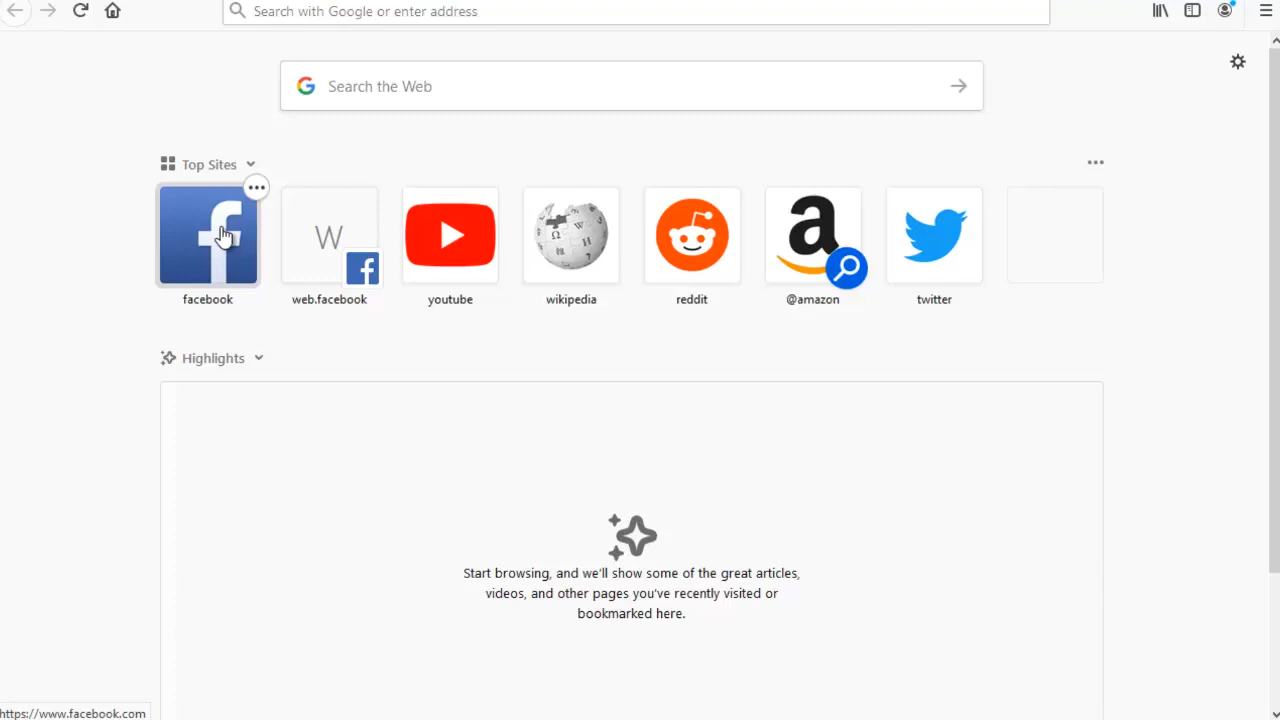 Search with Google or enter address
Search the Web
Top Sites
W
facebook
web.facebook
youtube
wikipedia
reddit
@amazon
twitter
Highlights
Start browsing, and we'll show some of the great articles,
videos, and other pages you've recently visited or
bookmarked here.
https://www.facebook.com